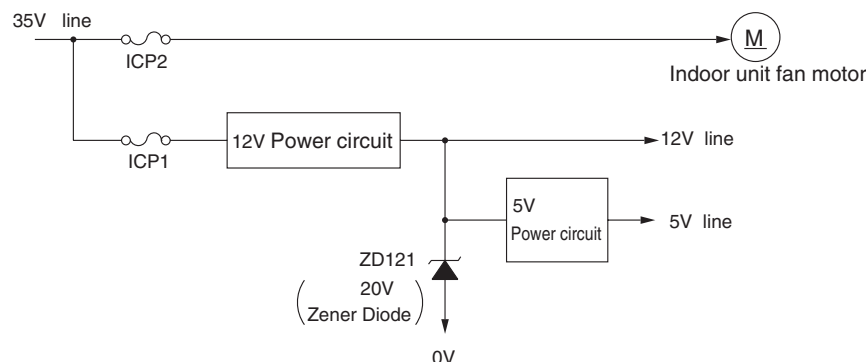 35V line
ICP2
M
Indoor unit fan motor
ICP1
12V Power circuit
12V line
5V
Power circuit
5V line
ZD121
20V
Zener Diode
0V